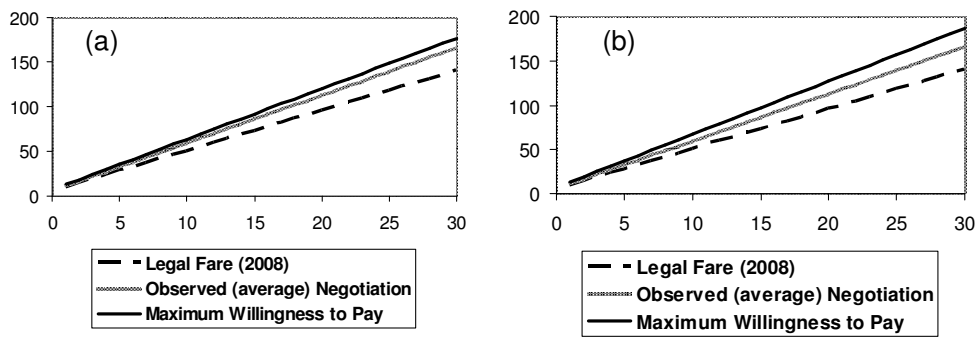 (a)
200
150
100
50
0
0 5 10 15 20 25 30
Legal Fare (2008)
Observed (average) Negotiation
Maximum Willingness to Pay
(b)
200
150
100
50
0
0 5 10 15 20 25 30
Legal Fare (2008)
Observed (average) Negotiation
Maximum Willingness to Pay